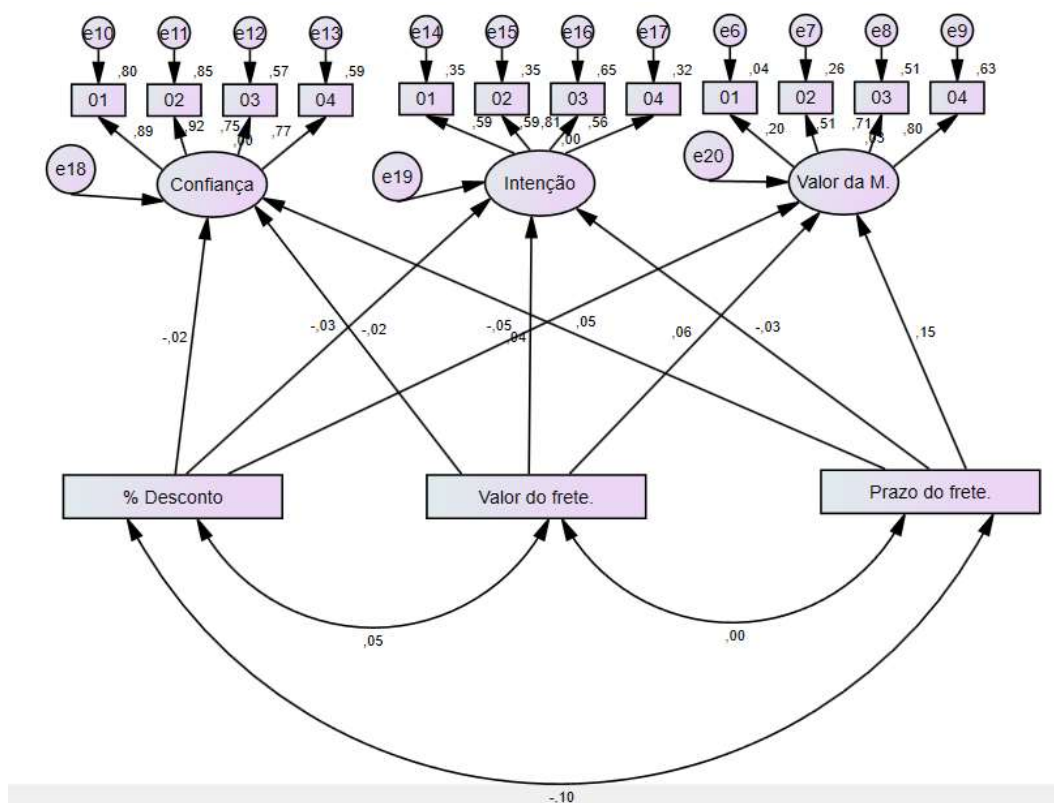 e10 e11 e12 e13 e14 e15 e16 e17 e6 e7 e8 e9
,80 ,85 ,57 ,59 ,35 ,35 ,65 ,32 ,04 ,26 ,51 ,63
01 02 03 04 01 02 03 04 01 02 03 04
,89 ,92 ,75 ,77 ,59 ,59 ,81 ,56 ,20 ,51 ,71 ,80
,00 ,00 ,03
e18 e19 e20
Confiança Intenção Valor da M.
-,02 -,03 -,02 -,05 ,04 ,05 ,06 -,03 ,15
% Desconto Valor do frete. Prazo do frete.
,05 ,00
-,10